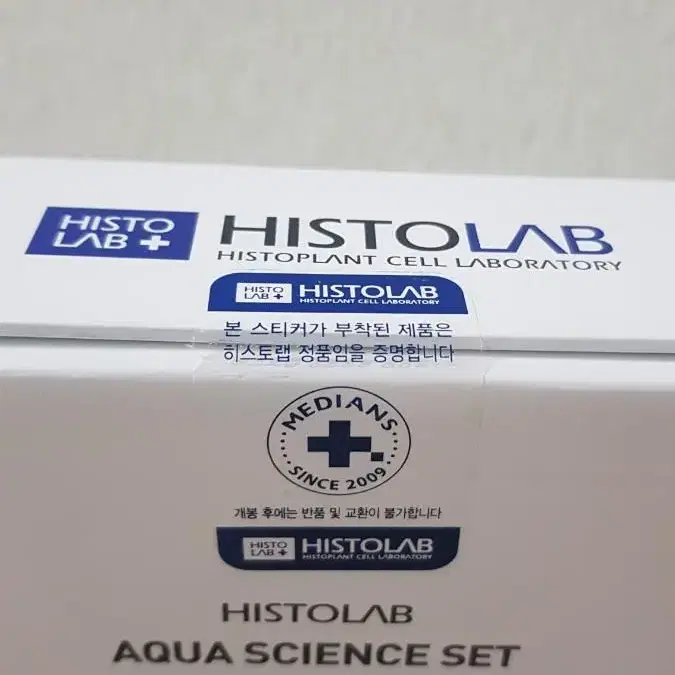 HISTO
LAB+
HISTOLAB
HISTOPLANT CELL LABORATORY
HISTO
LAB+
HISTOLAB
HISTOPLANT CELL LABORATORY
본 스티커가 부착된 제품은
히스토랩 정품임을 증명합니다
MEDIANS
SINCE 2009
개봉 후에는 반품 및 교환이 불가합니다
HISTO
LAB+
HISTOLAB
HISTOPLANT CELL LABORATORY
HISTOLAB
AQUA SCIENCE SET